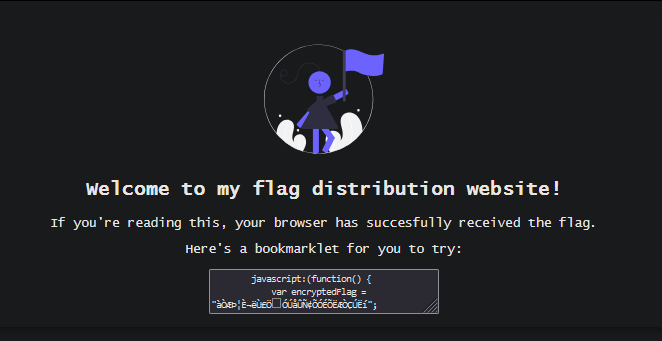 Welcome to my flag distribution website!
If you're reading this, your browser has succesfully received the flag.
Here's a bookmarklet for you to try:
javascript:(function() {
var encryptedFlag =